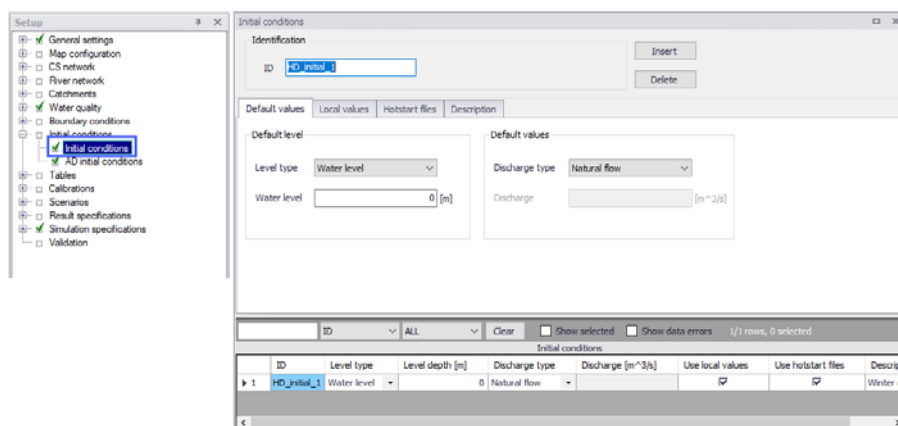 Setup
General settings
Map configuration
CS network
River network
Catchments
Water quality
Boundary conditions
Initial conditions
Initial conditions
AD initial conditions
Tables
Calibrations
Scenarios
Result specifications
Simulation specifications
Validation
Initial conditions
Identification
ID HD_initial_1
Insert
Delete
Default values Local values Hotstart files Description
Default level
Level type Water level
Water level 0 [m]
Default values
Discharge type Natural flow
Discharge [m^3/s]
ID ALL Clear Show selected Show data errors 1/1 rows, 0 selected
Initial conditions
ID Level type Level depth [m] Discharge type Discharge [m^3/s] Use local values Use hotstart files Descrip
1 HD_initial_1 Water level 0 Natural flow Winter